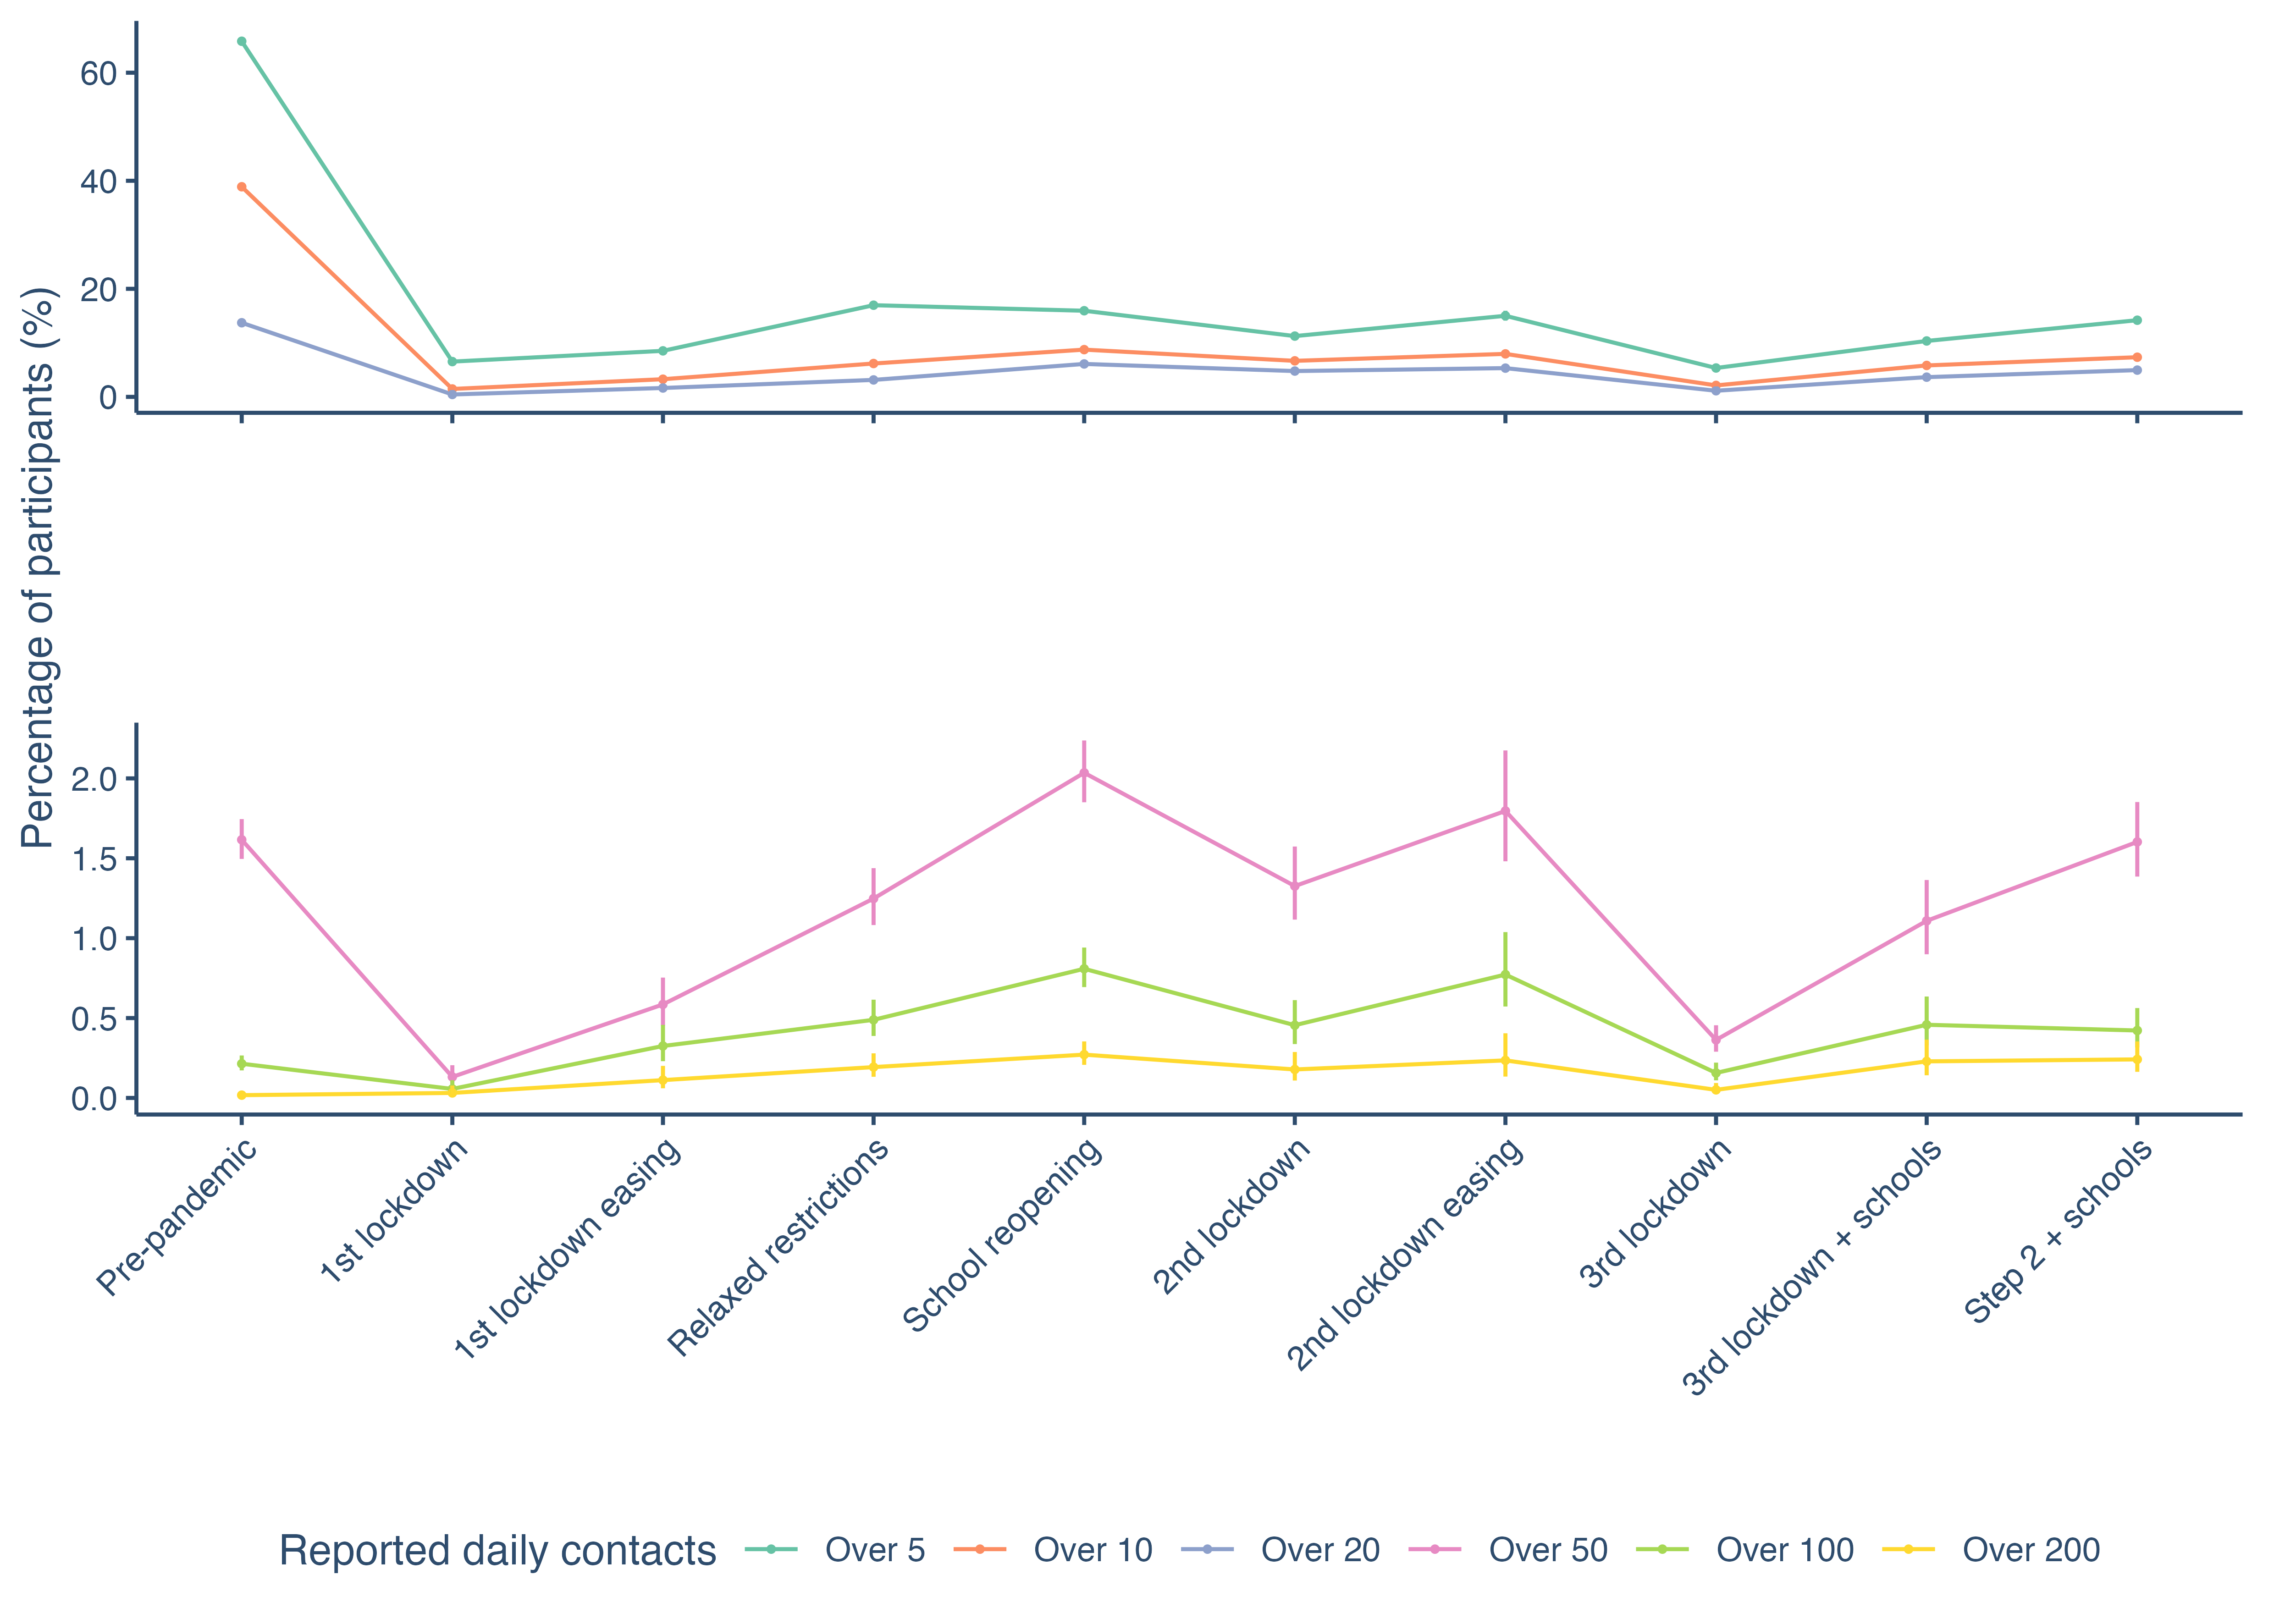 Percentage of participants (%)
60
40
20
0
2.0
1.5
1.0
0.5
0.0
Pre-pandemic
1st lockdown
1st lockdown easing
Relaxed restrictions
School reopening
2nd lockdown
2nd lockdown easing
3rd lockdown
3rd lockdown + schools
Step 2 + schools
Reported daily contacts Over 5 Over 10 Over 20 Over 50 Over 100 Over 200